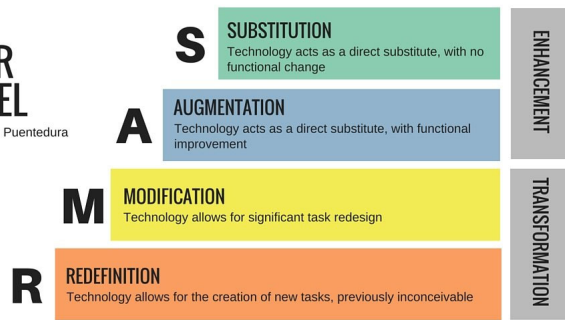 R
EL
Puentedura
S
SUBSTITUTION
Technology acts as a direct substitute, with no
functional change
A
AUGMENTATION
Technology acts as a direct substitute, with functional
improvement
M
MODIFICATION
Technology allows for significant task redesign
R
REDEFINITION
Technology allows for the creation of new tasks, previously inconceivable
ENHANCEMENT
TRANSFORMATION